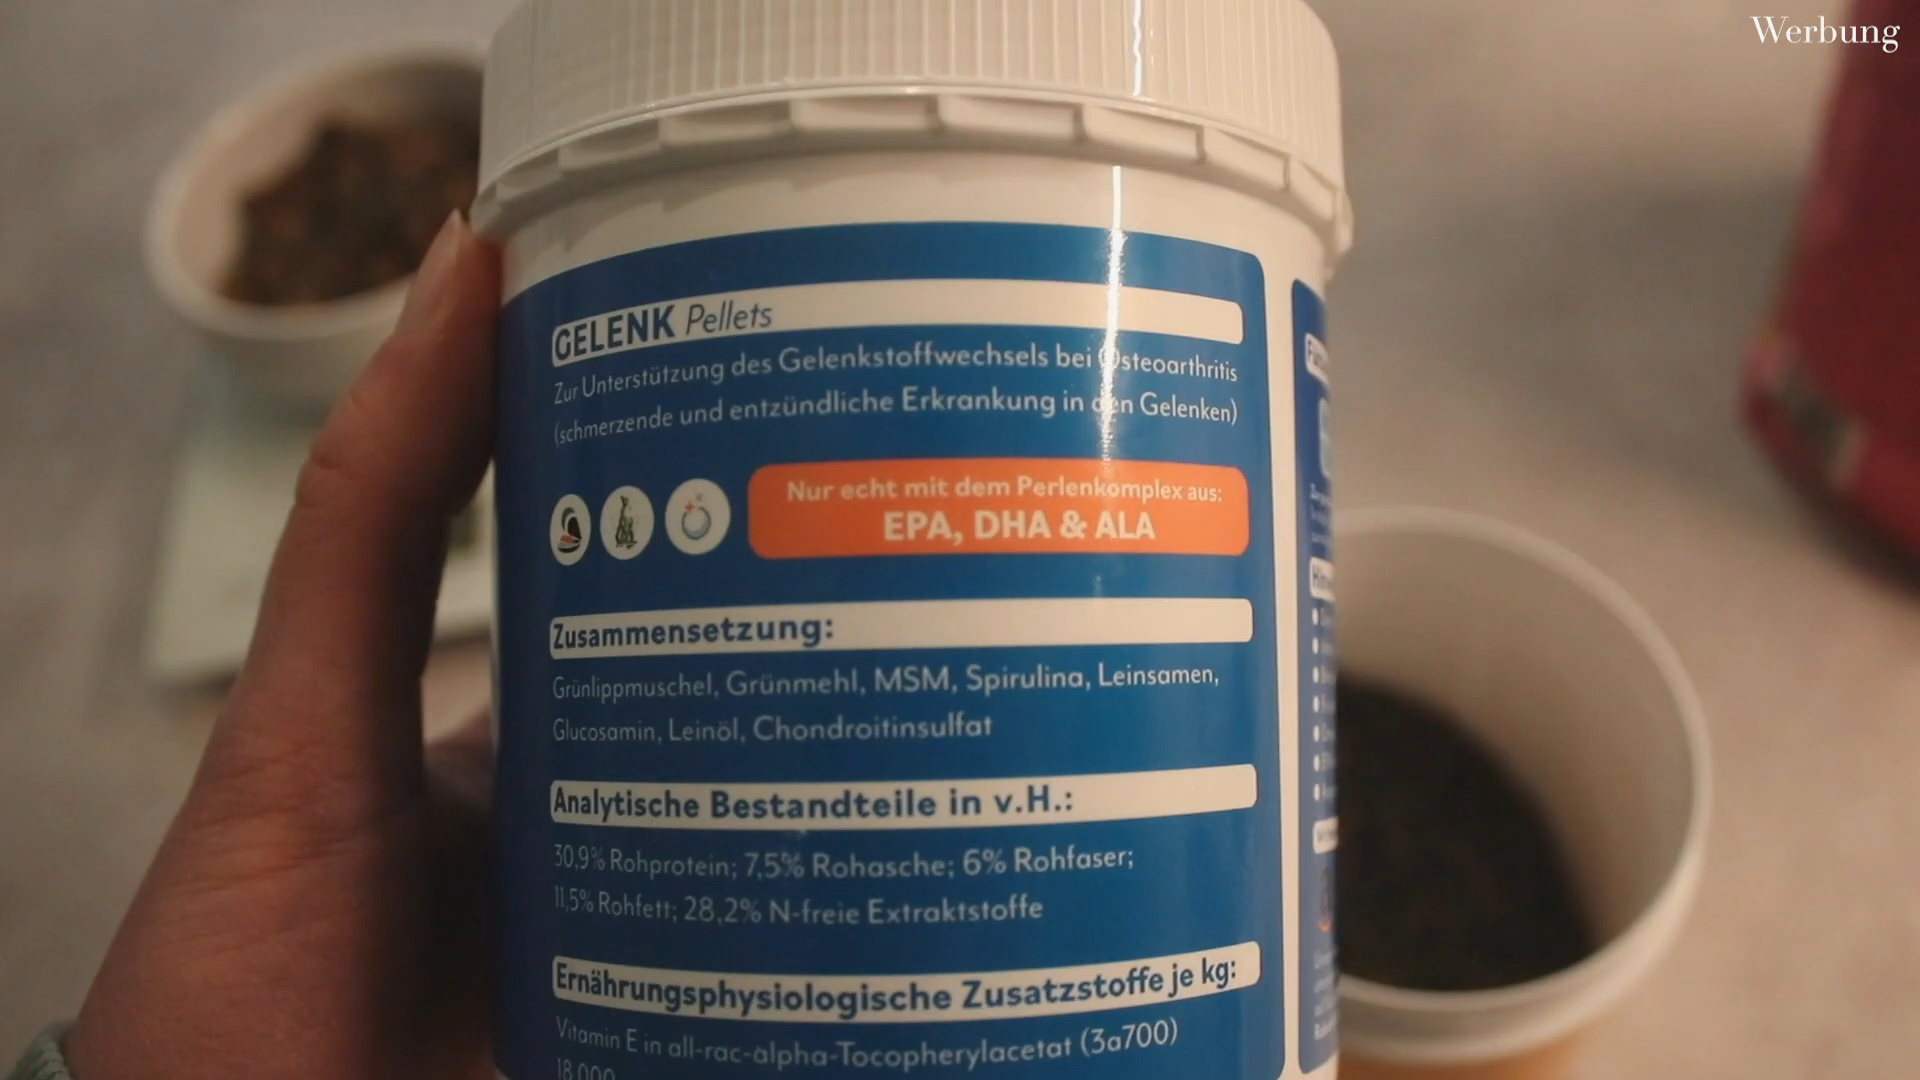 Werbung
GELENK Pellets
Zur Unterstützung des Gelenkstoffwechsels bei Osteoarthritis
(schmerzende und entzündliche Erkrankung in den Gelenken)
Nur echt mit dem Perlenkomplex aus:
EPA, DHA & ALA
Zusammensetzung:
Grünlippmuschel, Grünmehl, MSM, Spirulina, Leinsamen,
Glucosamin, Leinöl, Chondroitinsulfat
Analytische Bestandteile in v.H.:
30,9% Rohprotein; 7,5% Rohasche; 6% Rohfaser;
11,5% Rohfett; 28,2% N-freie Extraktstoffe
Ernährungsphysiologische Zusatzstoffe je kg:
Vitamin E in all-rac-alpha-Tocopherylacetat (3a700)
18.000